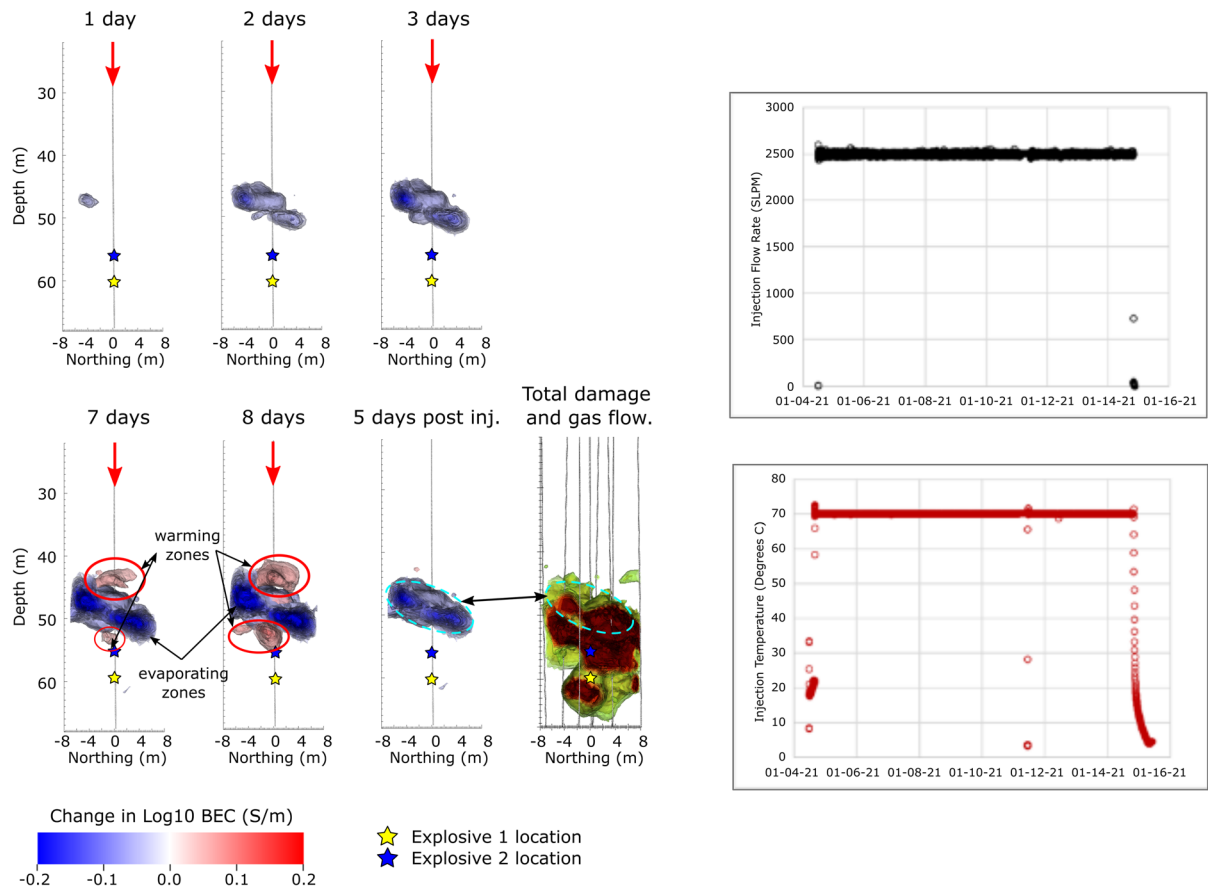 1 day
2 days
3 days
30
40
50
60
Depth (m)
-8 -4 0 4 8
-8 -4 0 4 8
-8 -4 0 4 8
Northing (m)
Northing (m)
Northing (m)
7 days
8 days
5 days post inj.
Total damage
and gas flow.
30
40
50
60
Depth (m)
warming
zones
evaporating
zones
-8 -4 0 4 8
-8 -4 0 4 8
-8 -4 0 4 8
-8 -4 0 4 8
Northing (m)
Northing (m)
Northing (m)
Northing (m)
Change in Log10 BEC (S/m)
-0.2 -0.1 0.0 0.1 0.2
Explosive 1 location
Explosive 2 location
Injection Flow Rate (SLPM)
3000
2500
2000
1500
1000
500
0
01-04-21 01-06-21 01-08-21 01-10-21 01-12-21 01-14-21 01-16-21
Injection Temperature (Degrees C)
80
70
60
50
40
30
20
10
0
01-04-21 01-06-21 01-08-21 01-10-21 01-12-21 01-14-21 01-16-21